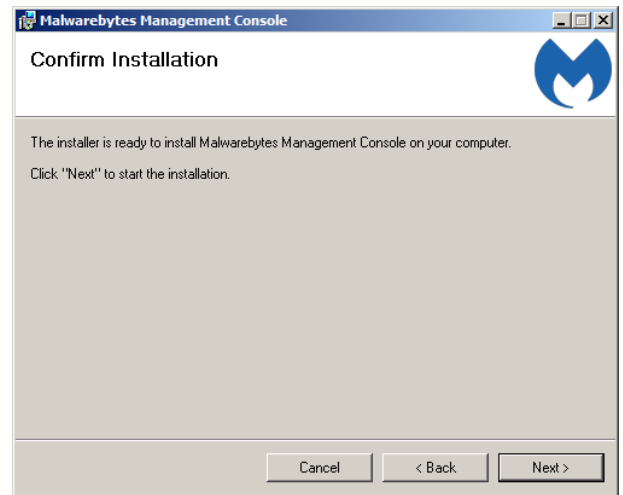 Malwarebytes Management Console
Confirm Installation
The installer is ready to install Malwarebytes Management Console on your computer.
Click "Next" to start the installation.
Cancel
< Back
Next >